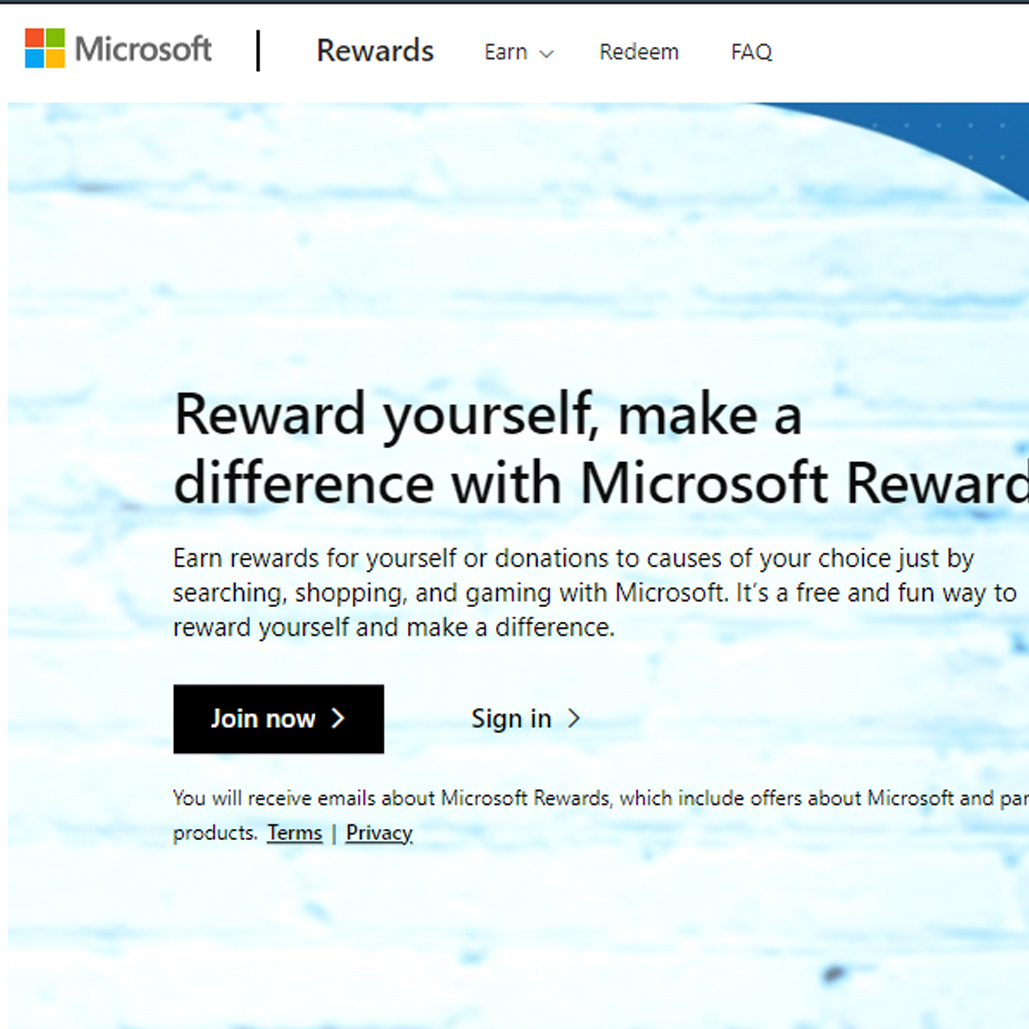 Microsoft | Rewards Earn Redeem FAQ
Reward yourself, make a
difference with Microsoft Reward
Earn rewards for yourself or donations to causes of your choice just by
searching, shopping, and gaming with Microsoft. It's a free and fun way to
reward yourself and make a difference.
Join now Sign in
You will receive emails about Microsoft Rewards, which include offers about Microsoft and par
products. Terms | Privacy